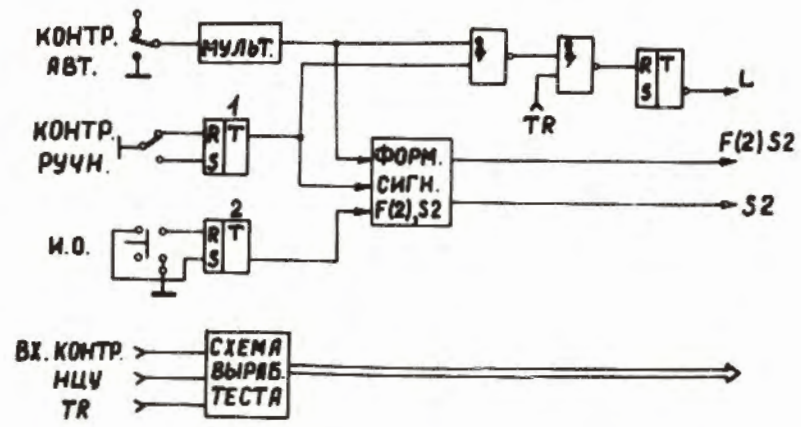 КОНТР.
АВТ.
МУЛЬТ.
R T
S
L
TR
КОНТР.
РУЧН.
1
R T
S
ФОРМ.
СИГН.
F(2),S2
F(2) S2
S2
И.О.
2
R T
S
ВХ. КОНТР.
НЦУ
TR
СХЕМА
ВЫРАБ.
ТЕСТА